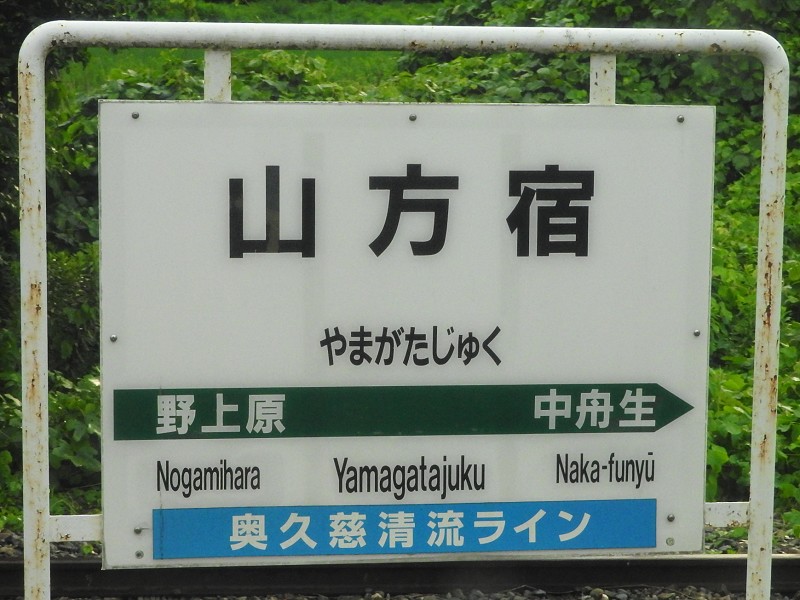 山方宿
やまがたじゅく
野上原 中舟生
Nogamihara Yamagatajuku Naka-funyū
奥久慈清流ライン